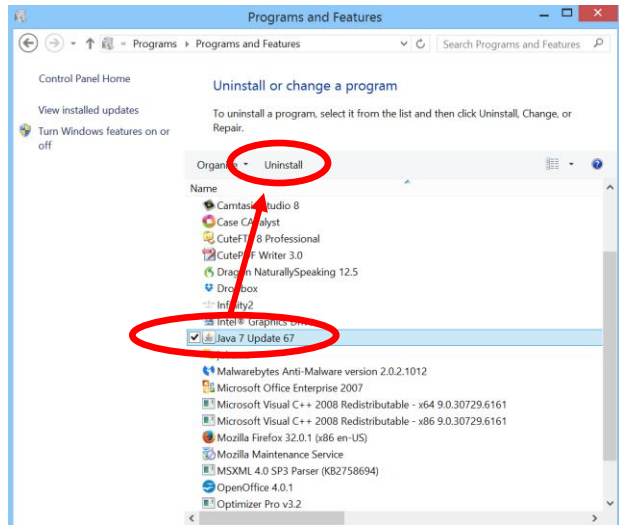 Programs and Features
Programs Programs and Features Search Programs and Features
Control Panel Home
View installed updates
Turn Windows features on or
off
Uninstall or change a program
To uninstall a program, select it from the list and then click Uninstall, Change, or
Repair.
Organize Uninstall
Name
Camtasia Studio 8
Case CATalyst
CuteFTP 8 Professional
CutePDF Writer 3.0
Dragon NaturallySpeaking 12.5
Dropbox
Infinity2
Intel® Graphics
Java 7 Update 67
Malwarebytes Anti-Malware version 2.0.2.1012
Microsoft Office Enterprise 2007
Microsoft Visual C++ 2008 Redistributable - x64 9.0.30729.6161
Microsoft Visual C++ 2008 Redistributable - x86 9.0.30729.6161
Mozilla Firefox 32.0.1 (x86 en-US)
Mozilla Maintenance Service
MSXML 4.0 SP3 Parser (KB2758694)
OpenOffice 4.0.1
Optimizer Pro v3.2